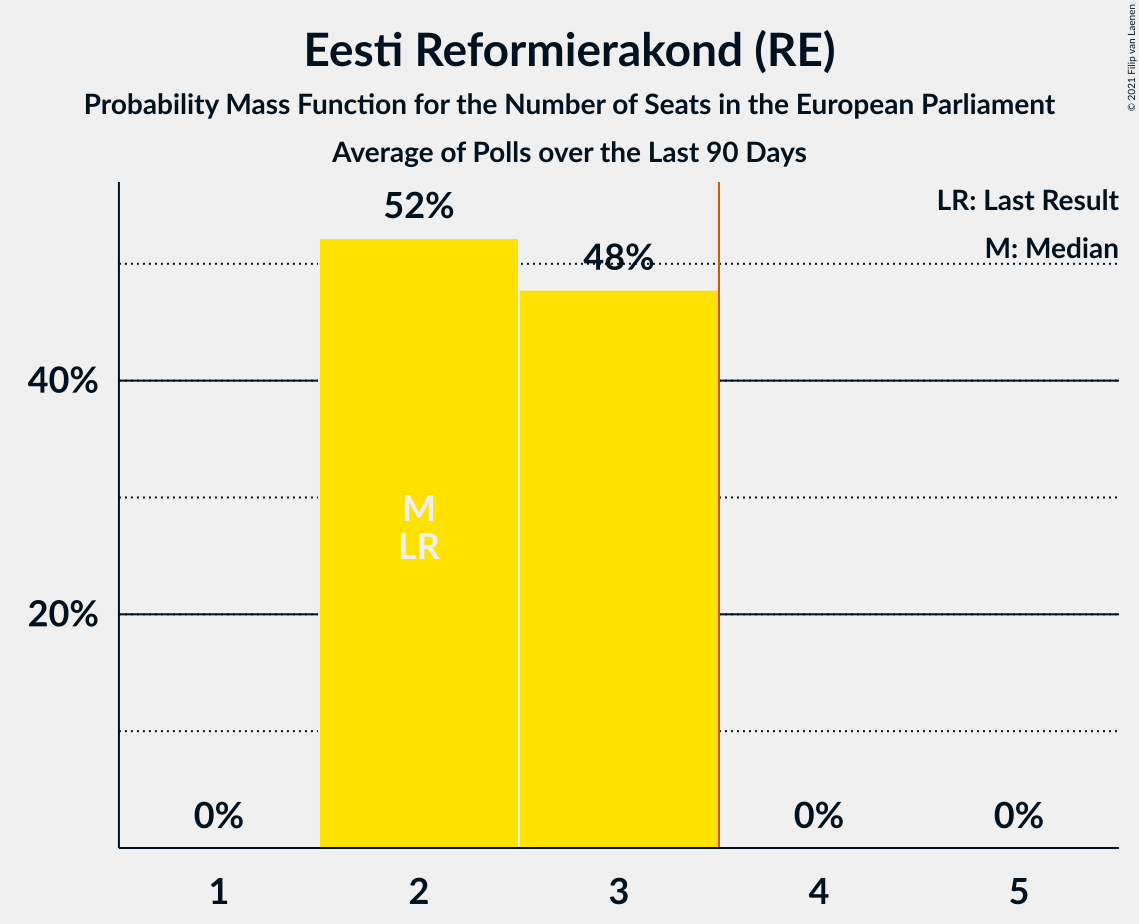 Eesti Reformierakond (RE)
Probability Mass Function for the Number of Seats in the European Parliament
Average of Polls over the Last 90 Days
© 2021 Filip van Laenen
LR: Last Result
M: Median
52%
48%
40%
20%
M
LR
0%
0%
0%
1
2
3
4
5